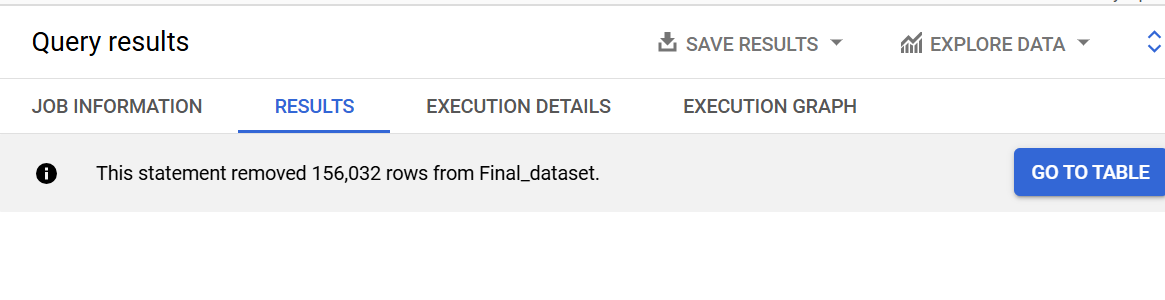 Query results
SAVE RESULTS
EXPLORE DATA
JOB INFORMATION
RESULTS
EXECUTION DETAILS
EXECUTION GRAPH
This statement removed 156,032 rows from Final_dataset.
GO TO TABLE